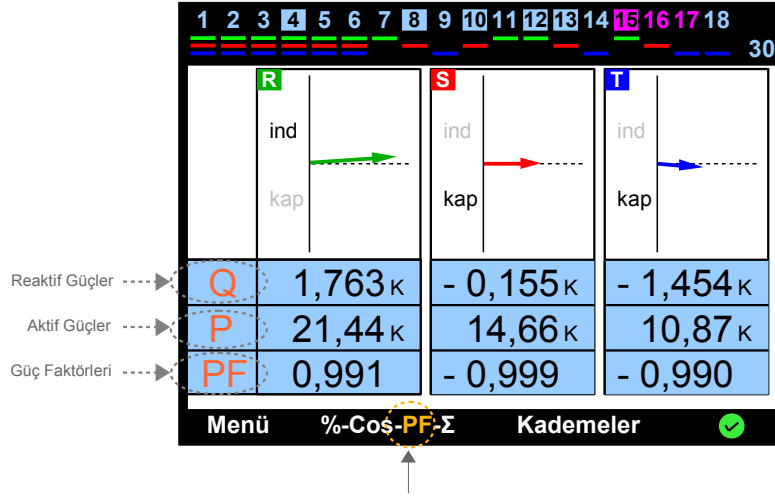 1 2 3 4 5 6 7 8 9 10 11 12 13 14 15 16 17 18
30
R S T
ind ind ind
kap kap kap
Reaktif Güçler Q 1,763 K - 0,155 K - 1,454 K
Aktif Güçler P 21,44 K 14,66 K 10,87 K
Güç Faktörleri PF 0,991 - 0,999 - 0,990
Menü %-Cos-PF-Σ Kademeler